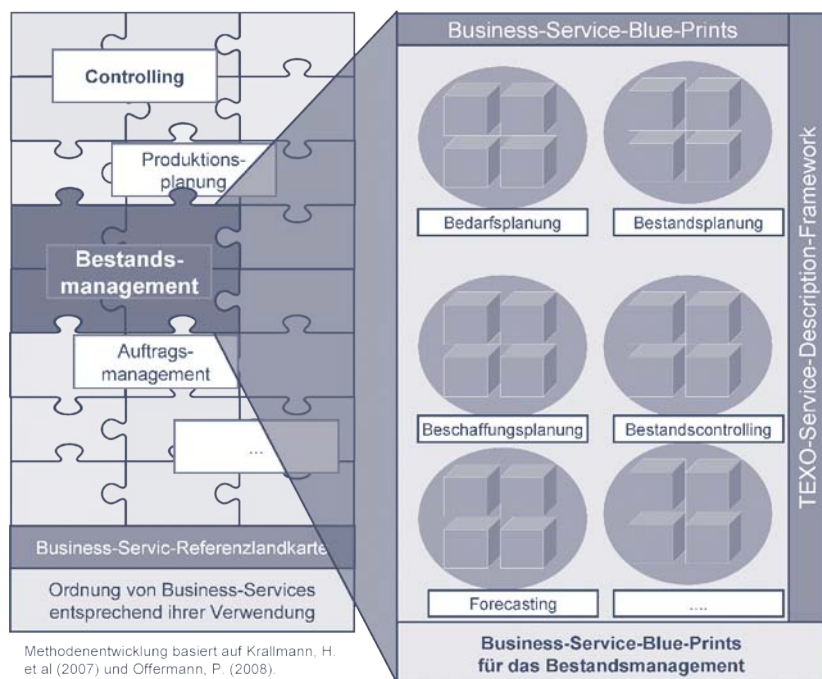 Controlling
Produktions-
planung
Bestands-
management
Auftrags-
management
...
Business-Servic-Referenzlandkarte
Ordnung von Business-Services
entsprechend ihrer Verwendung
Methodenentwicklung basiert auf Krallmann, H.
et al (2007) und Offermann, P. (2008).
Business-Service-Blue-Prints
Bedarfsplanung
Bestandsplanung
Beschaffungsplanung
Bestandscontrolling
Forecasting
....
Business-Service-Blue-Prints
für das Bestandsmanagement
TEXO-Service-Description-Framework